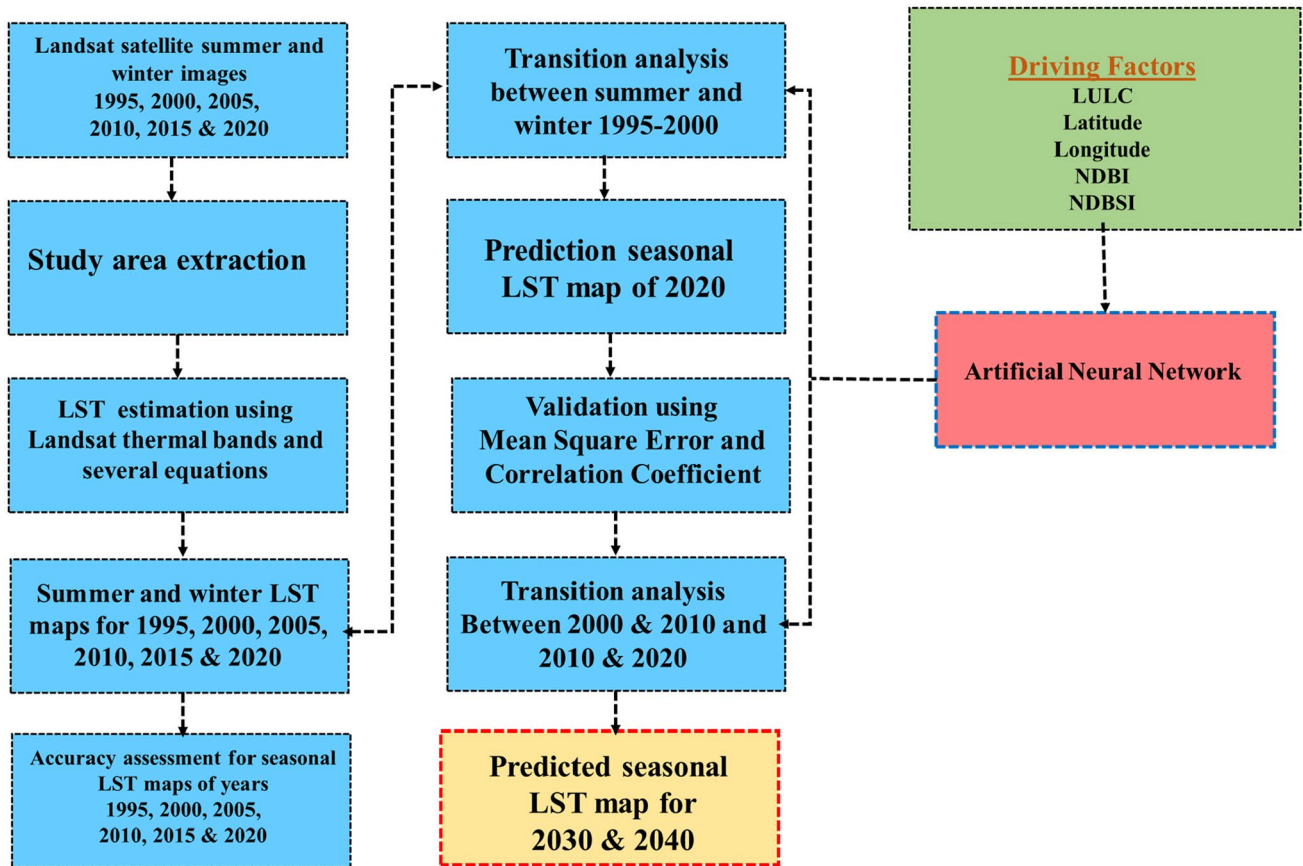 Landsat satellite summer and
winter images
1995, 2000, 2005,
2010, 2015 & 2020
Study area extraction
LST estimation using
Landsat thermal bands and
several equations
Summer and winter LST
maps for 1995, 2000, 2005,
2010, 2015 & 2020
Accuracy assessment for seasonal
LST maps of years
1995, 2000, 2005,
2010, 2015 & 2020
Transition analysis
between summer and
winter 1995-2000
Prediction seasonal
LST map of 2020
Validation using
Mean Square Error and
Correlation Coefficient
Transition analysis
Between 2000 & 2010 and
2010 & 2020
Predicted seasonal
LST map for
2030 & 2040
Driving Factors
LULC
Latitude
Longitude
NDBI
NDBSI
Artificial Neural Network